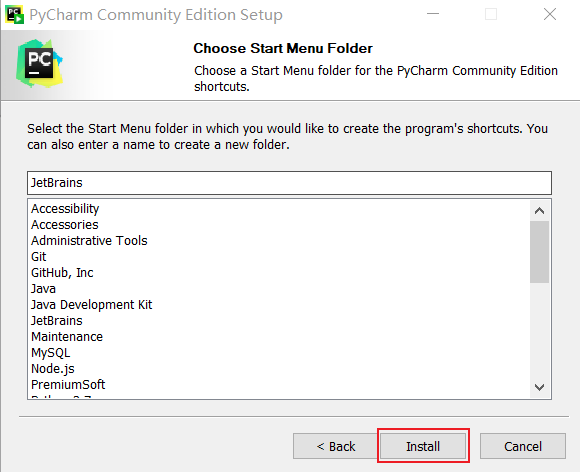 PyCharm Community Edition Setup
PC
Choose Start Menu Folder
Choose a Start Menu folder for the PyCharm Community Edition
shortcuts.
Select the Start Menu folder in which you would like to create the program's shortcuts. You
can also enter a name to create a new folder.
JetBrains
Accessibility
Accessories
Administrative Tools
Git
GitHub, Inc
Java
Java Development Kit
JetBrains
Maintenance
MySQL
Node.js
PremiumSoft
< Back
Install
Cancel